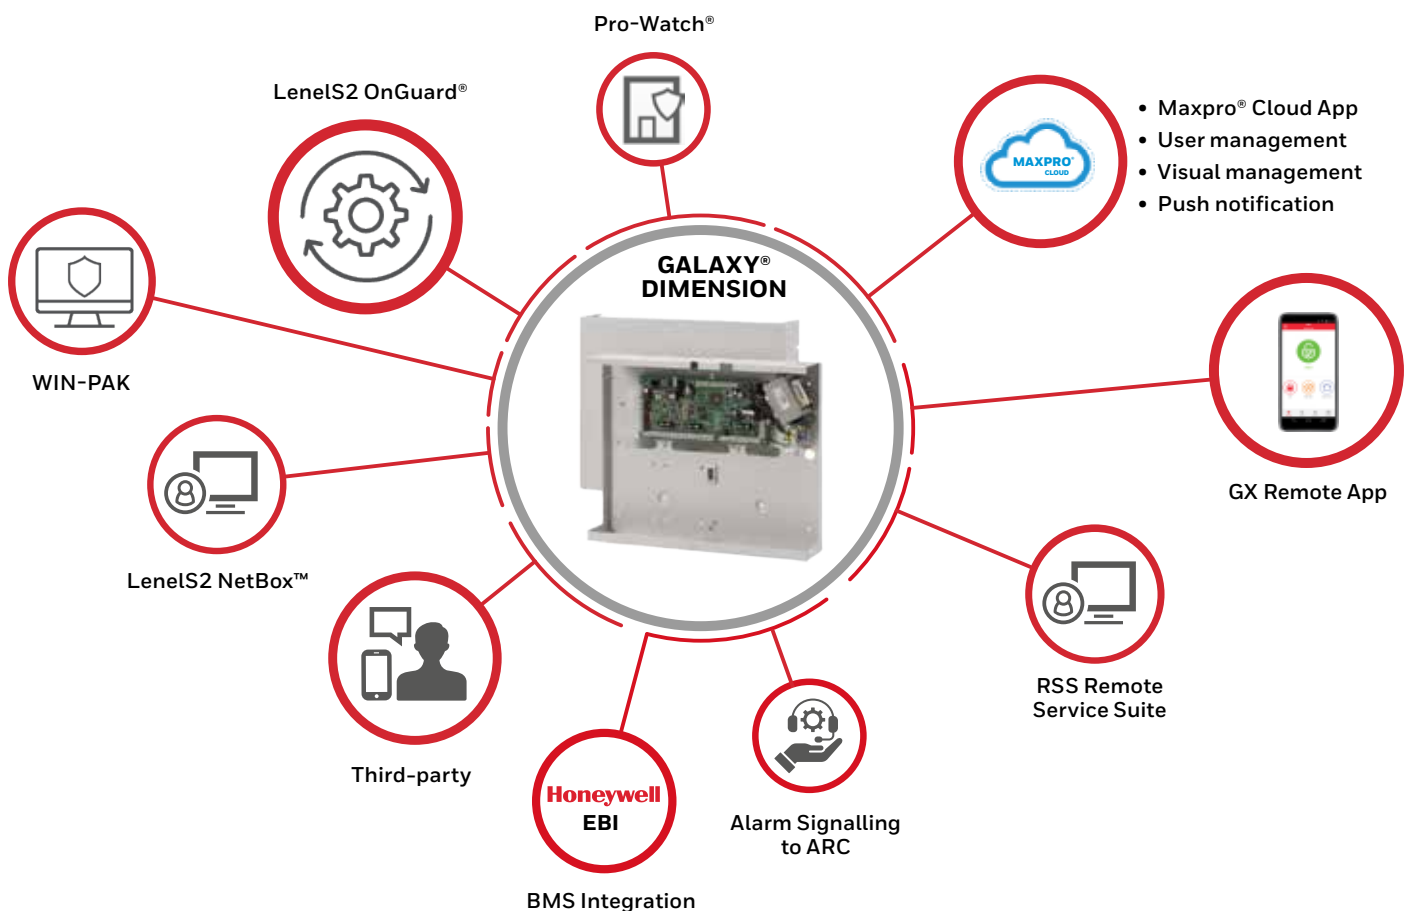 Pro-Watch®
LenelS2 OnGuard®
MAXPRO®
CLOUD
• Maxpro® Cloud App
• User management
• Visual management
• Push notification
GALAXY®
DIMENSION
WIN-PAK
GX Remote App
LenelS2 NetBox™
RSS Remote
Service Suite
Third-party
Honeywell
EBI
Alarm Signalling
to ARC
BMS Integration